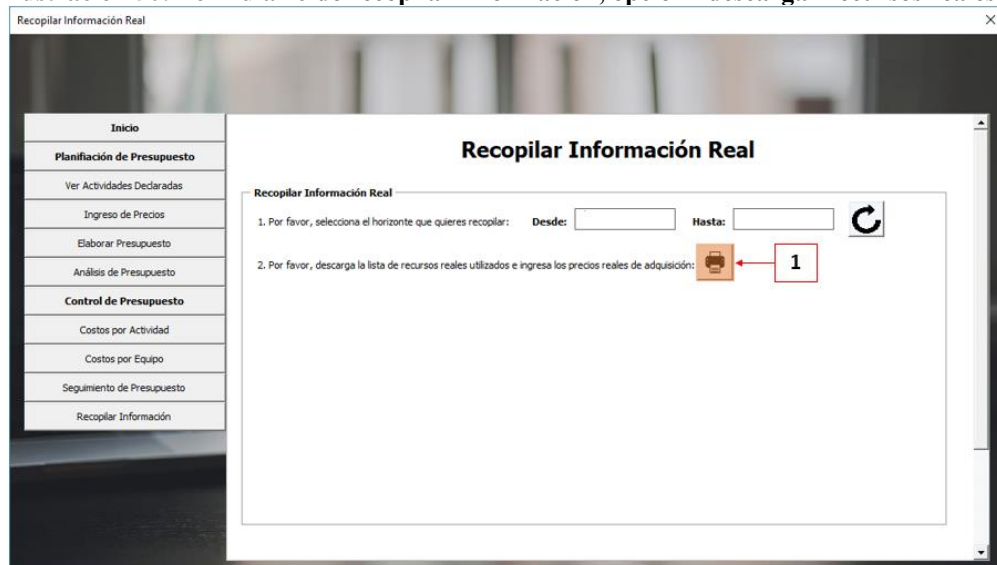 Recopilar Información Real
Inicio
Planifiación de Presupuesto
Ver Actividades Declaradas
Ingreso de Precios
Elaborar Presupuesto
Análisis de Presupuesto
Control de Presupuesto
Costos por Actividad
Costos por Equipo
Seguimiento de Presupuesto
Recopilar Información
Recopilar Información Real
Recopilar Información Real
1. Por favor, selecciona el horizonte que quieres recopilar: Desde: Hasta:
2. Por favor, descarga la lista de recursos reales utilizados e ingresa los precios reales de adquisición:
1